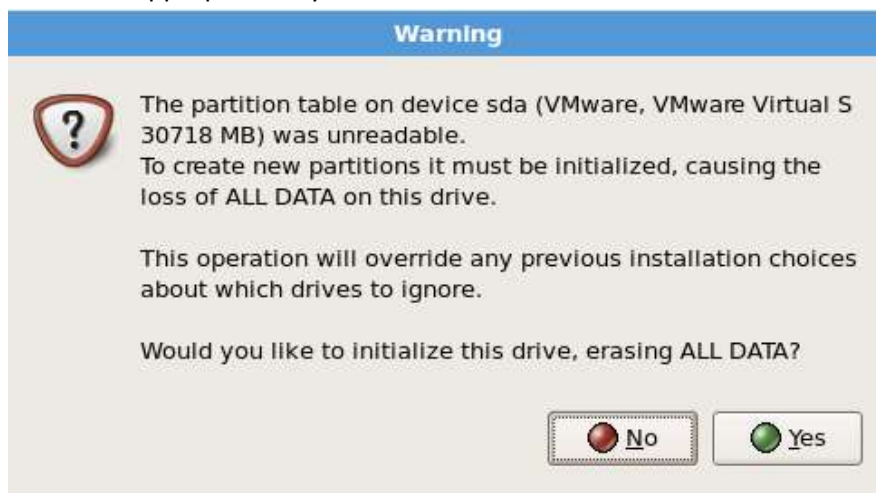 Warning
The partition table on device sda (VMware, VMware Virtual S
30718 MB) was unreadable.
To create new partitions it must be initialized, causing the
loss of ALL DATA on this drive.
This operation will override any previous installation choices
about which drives to ignore.
Would you like to initialize this drive, erasing ALL DATA?
No
Yes